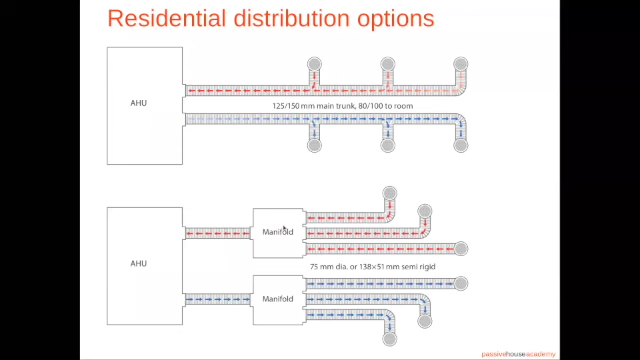 Residential distribution options
AHU
125/150 mm main trunk, 80/100 to room
Manifold
75 mm dia. or 138×51 mm semi rigid
AHU
Manifold
passivehouseacademy